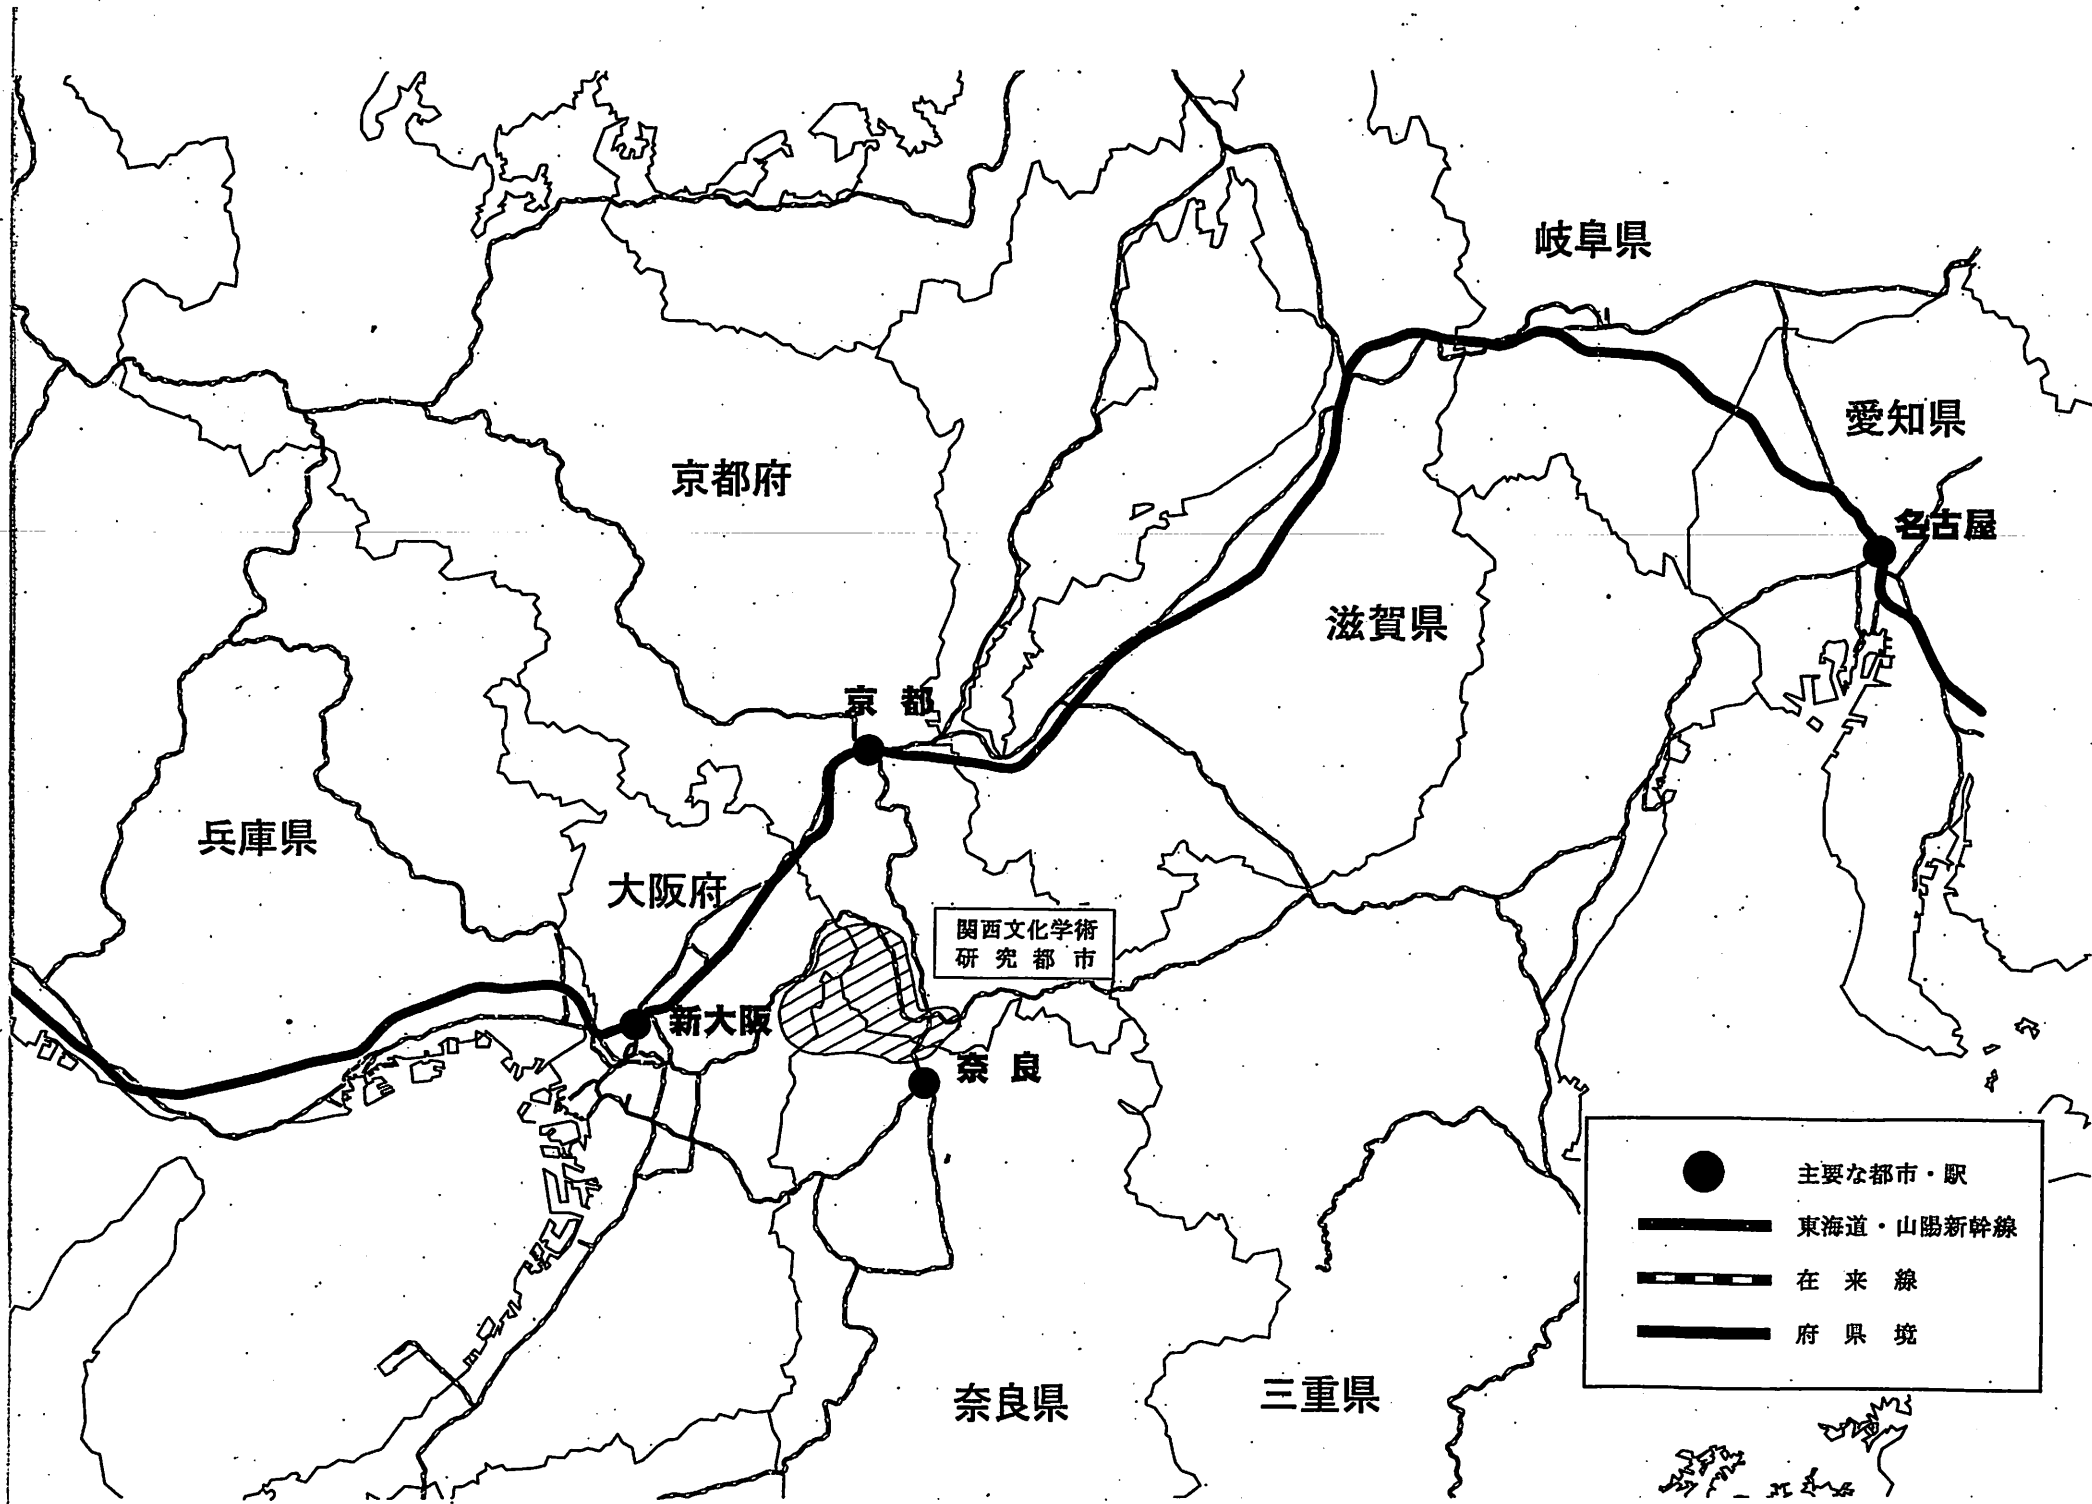 岐阜県
愛知県
京都府
名古屋
滋賀県
京都
兵庫県
大阪府
関西文化学術
研究都市
新大阪
奈良
主要な都市・駅
東海道・山陽新幹線
在来線
府県境
奈良県
三重県